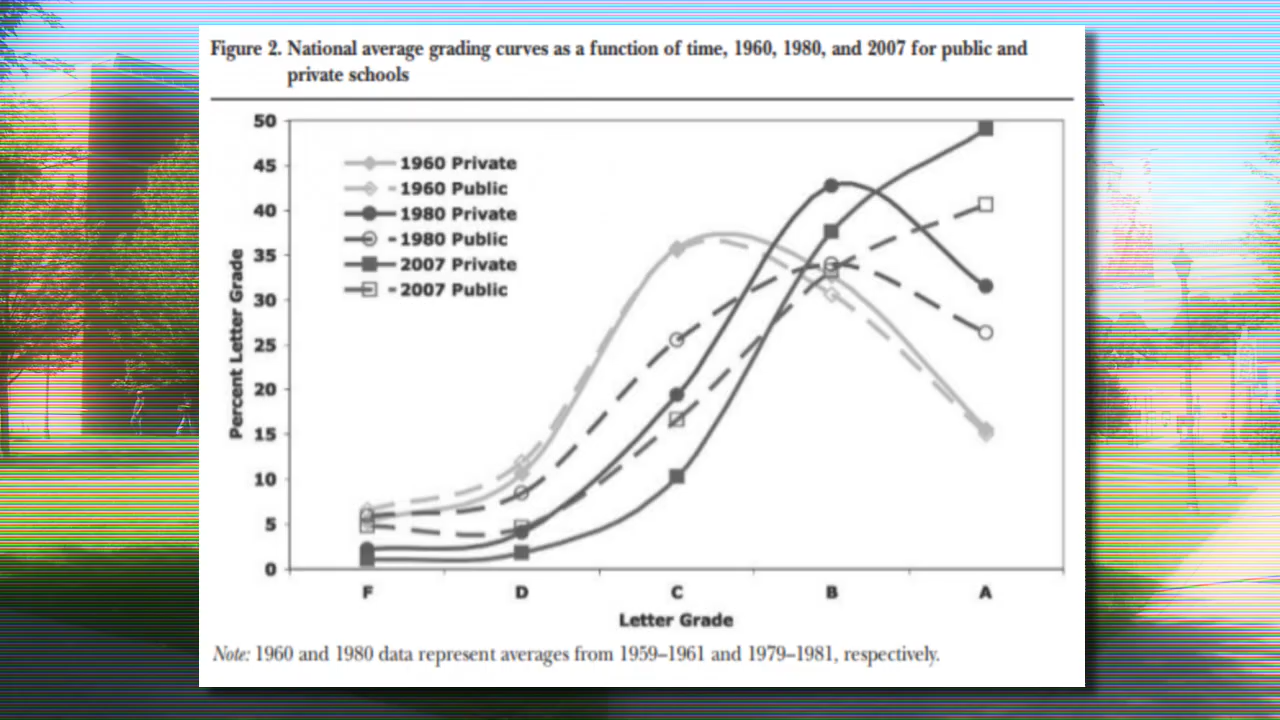 Figure 2. National average grading curves as a function of time, 1960, 1980, and 2007 for public and
private schools
50
45
40
35
30
25
20
15
10
5
0
Percent Letter Grade
1960 Private
1960 Public
1980 Private
1980 Public
2007 Private
2007 Public
F D C B A
Letter Grade
Note: 1960 and 1980 data represent averages from 1959–1961 and 1979–1981, respectively.